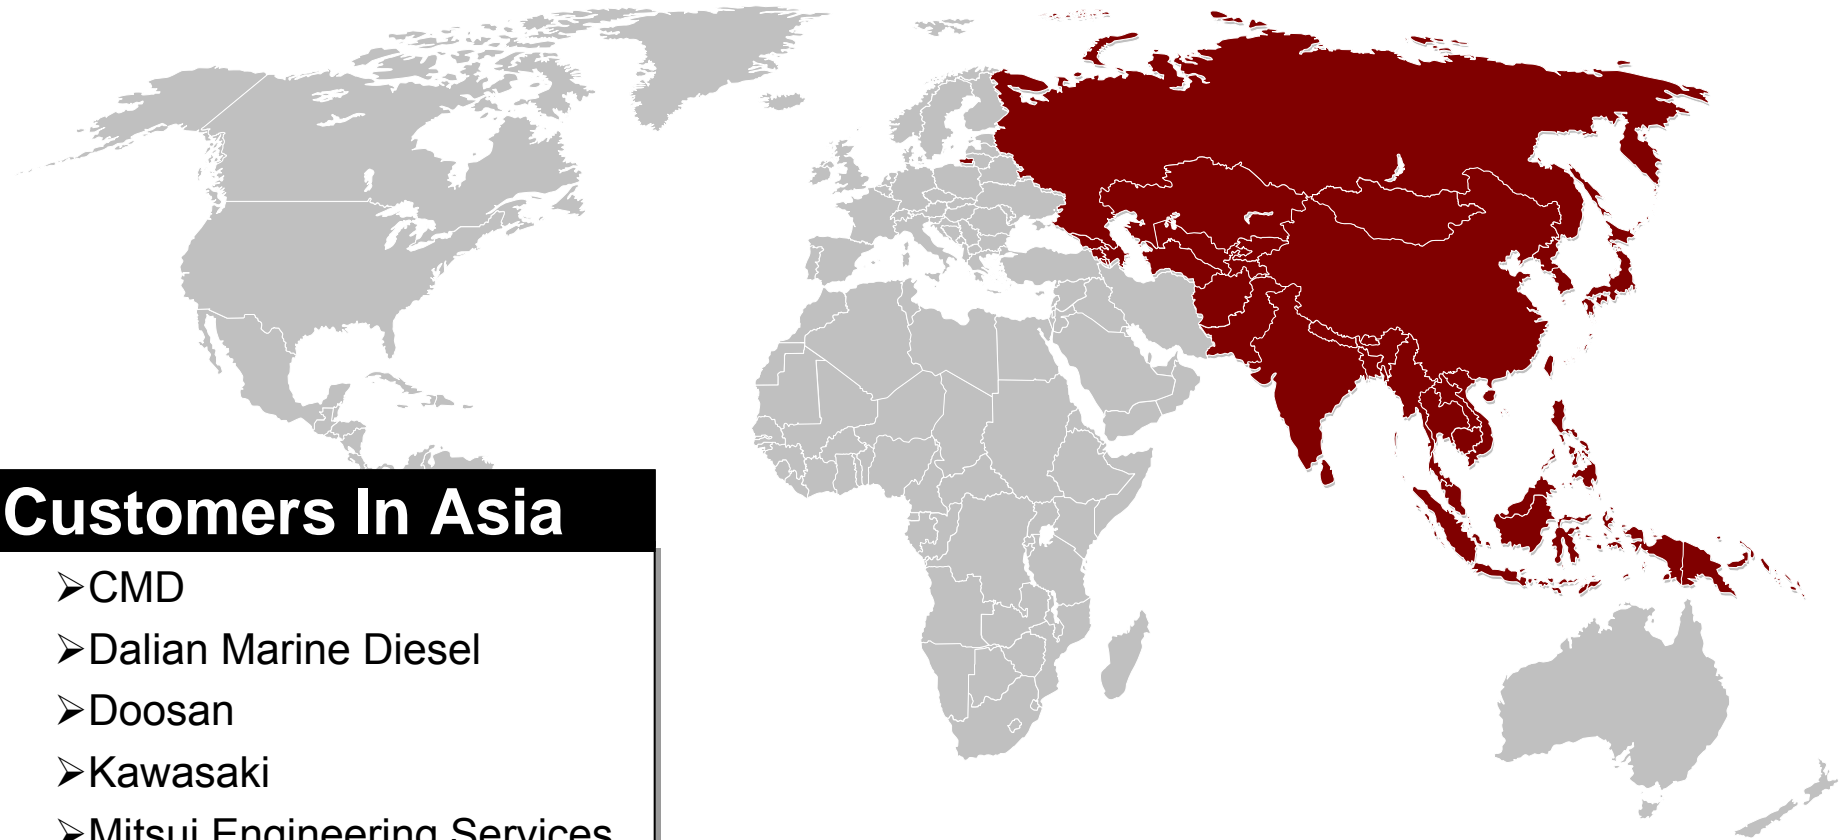 Customers In Asia
➢CMD
➢Dalian Marine Diesel
➢Doosan
➢Kawasaki
➢Mitsui Engineering Services